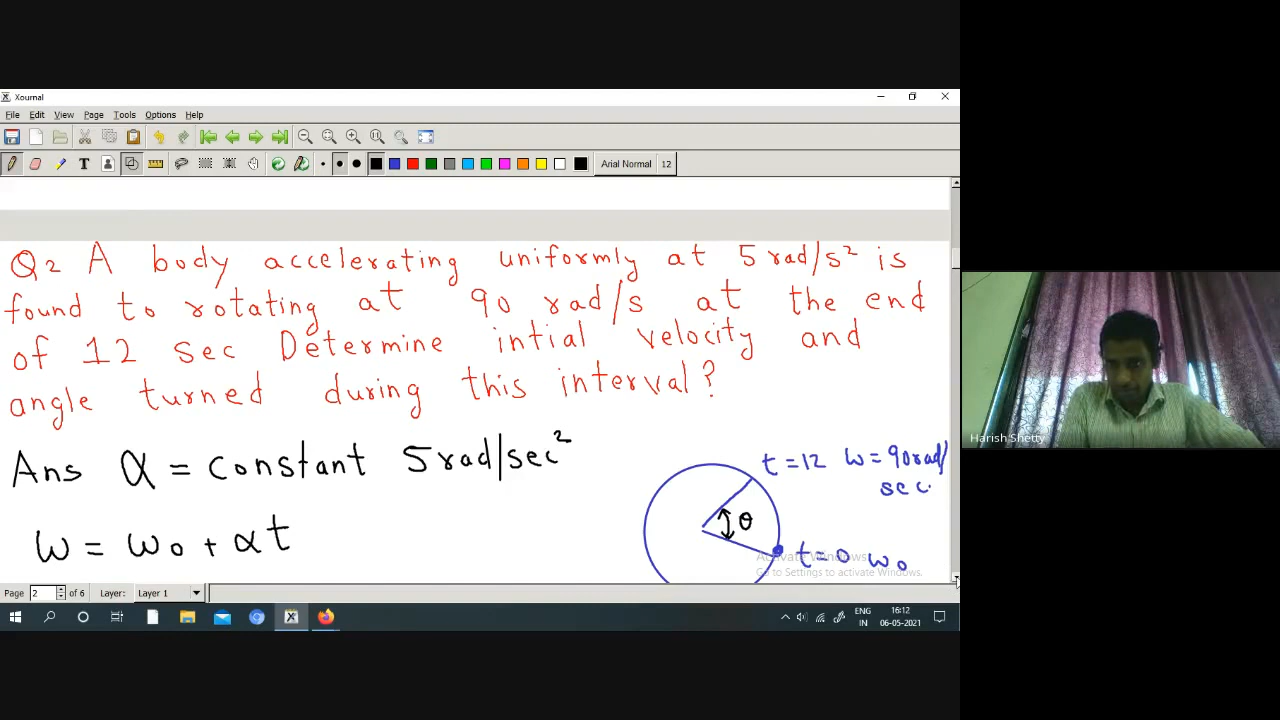 Xournal
File Edit View Page Tools Options Help
T Arial Normal 12
Q2 A body accelerating uniformly at 5 rad/s² is
found to rotating at 90 rad/s at the end
of 12 sec Determine intial velocity and
angle turned during this interval?
Ans α = constant 5 rad/sec²
t = 12 ω = 90 rad/
sec.
θ
ω = ω₀ + αt
t = 0 ω₀
Activate Windows
Go to Settings to activate Windows.
Page 2 of 6 Layer: Layer 1
ENG
IN
16:12
06-05-2021
Harish Shetty